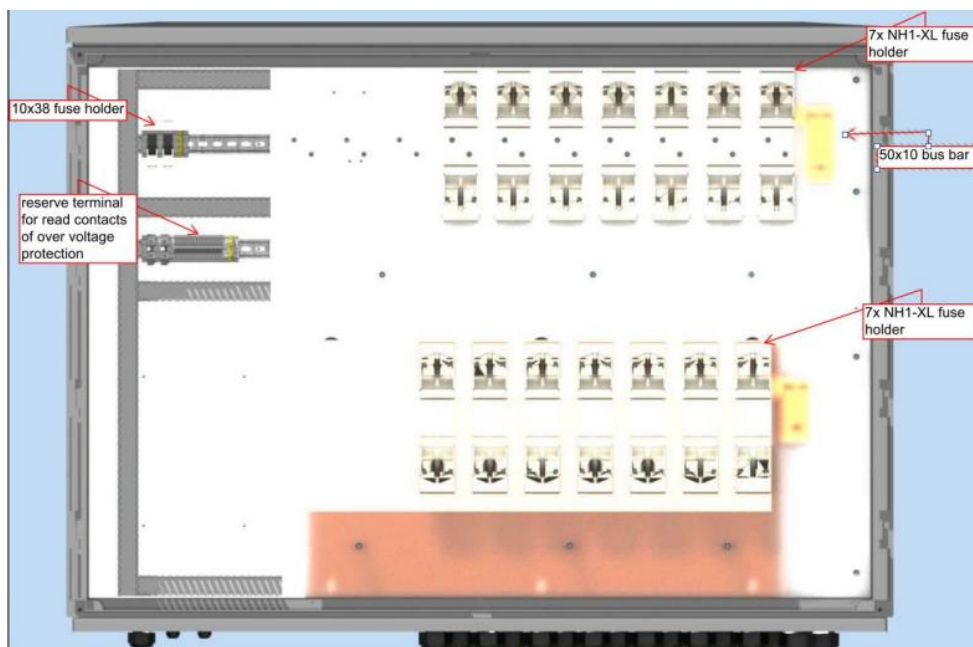 7x NH1-XL fuse
holder
10x38 fuse holder
50x10 bus bar
reserve terminal
for read contacts
of over voltage
protection
7x NH1-XL fuse
holder